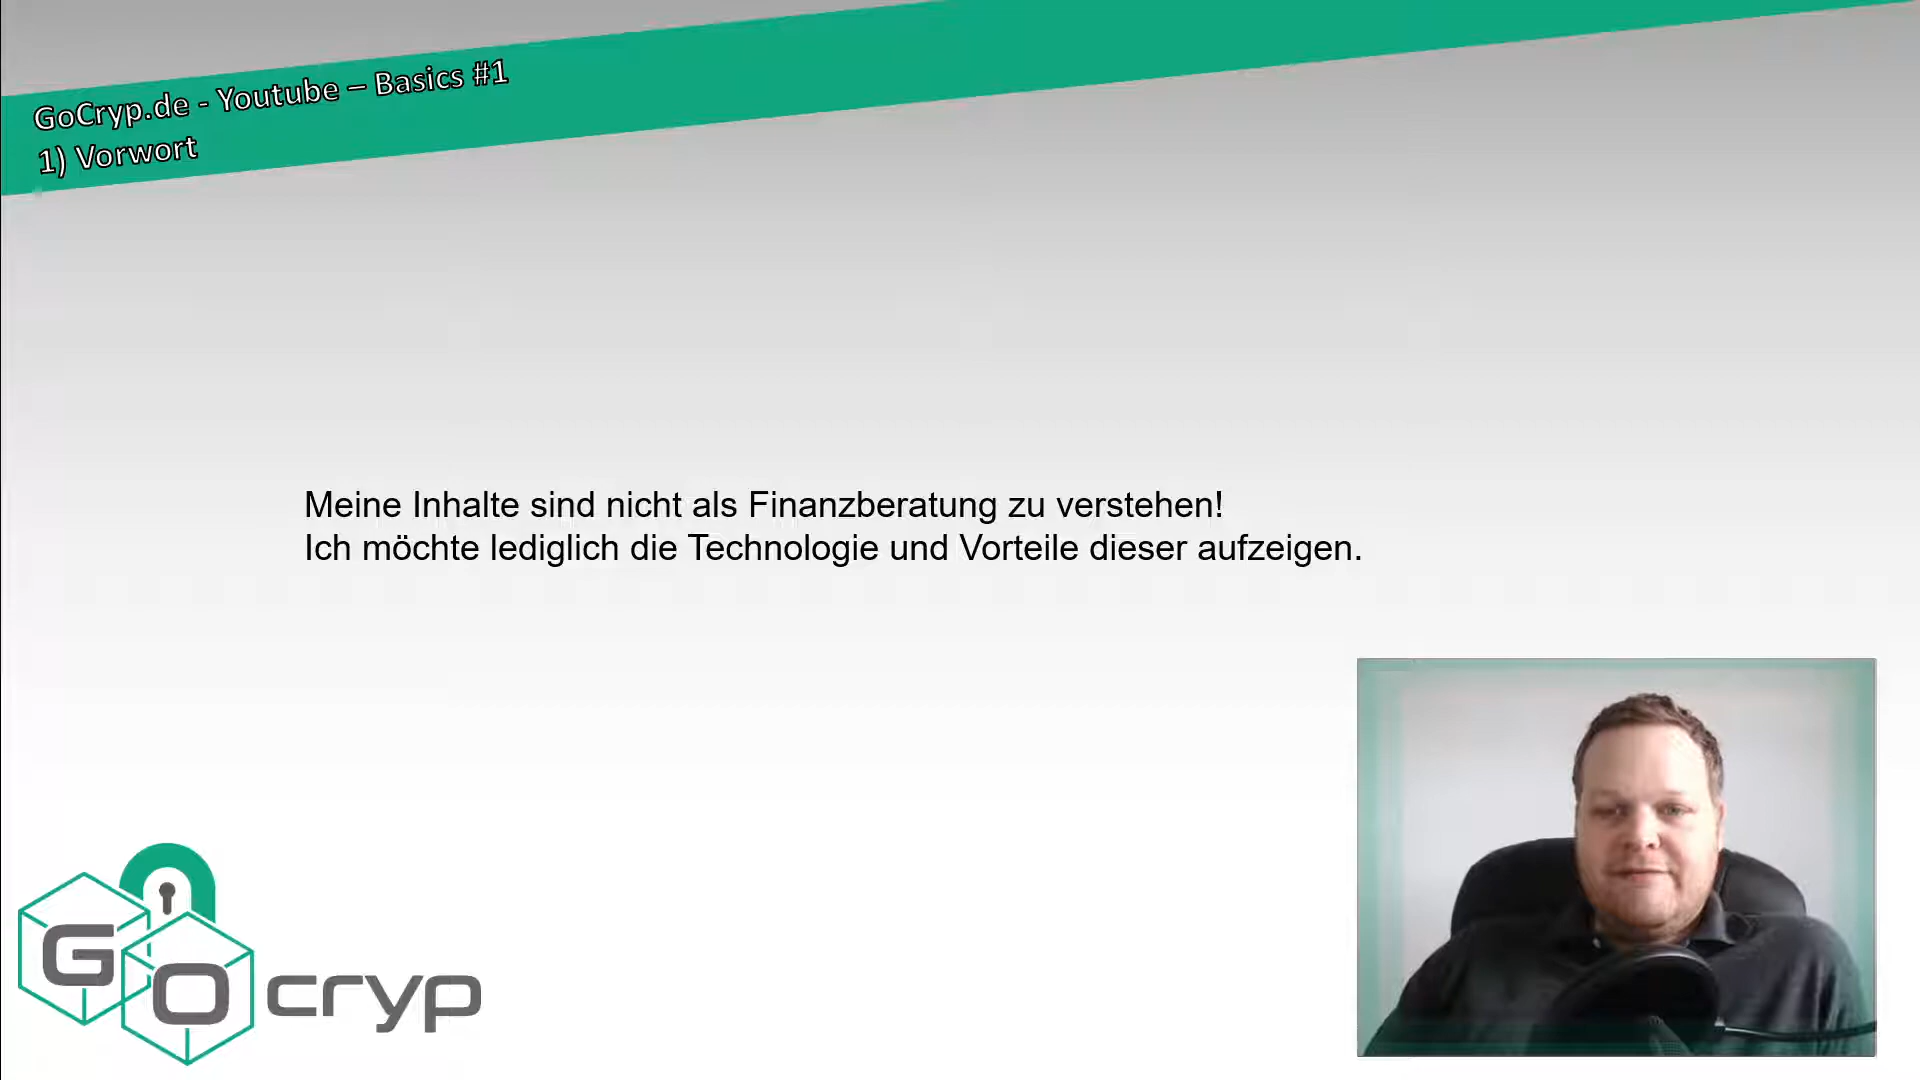 GoCryp.de - Youtube – Basics #1
1) Vorwort
Meine Inhalte sind nicht als Finanzberatung zu verstehen!
Ich möchte lediglich die Technologie und Vorteile dieser aufzeigen.
GO cryp